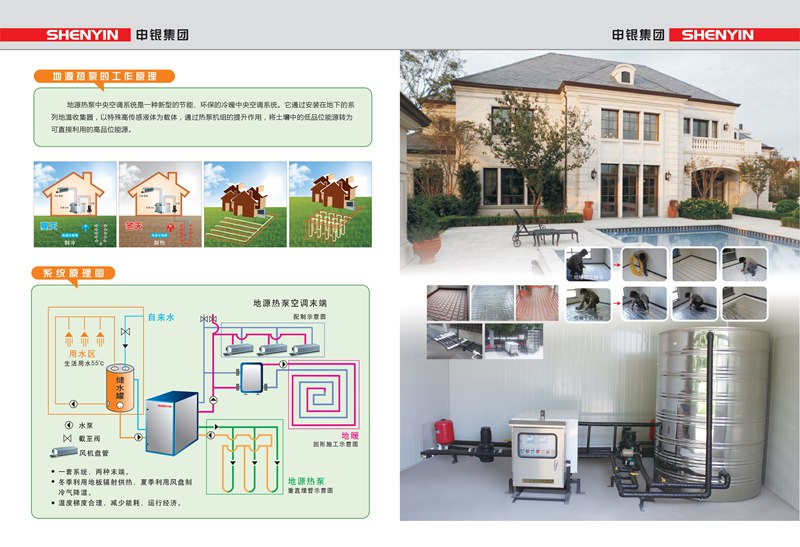 SHENYIN 申银集团
申银集团 SHENYIN
地源热泵的工作原理
地源热泵中央空调系统是一种新型的节能、环保的冷暖中央空调系统。它通过安装在地下的系
列地温收集器，以特殊高传感液体为载体，通过热泵机组的提升作用，将土壤中的低品位能源转为
可直接利用的高品位能源。
夏天
制冷
冬天
制热
系统原理图
地源热泵空调末端
配制示意图
自来水
用水区
生活用水55℃
储水罐
SHENYIN
水泵
截至阀
风机盘管
地暖
回形施工示意图
地源热泵
垂直埋管示意图
• 一套系统，两种末端。
• 冬季利用地板辐射供热，夏季利用风盘制
冷气降温。
• 温度梯度合理，减少能耗，运行经济。